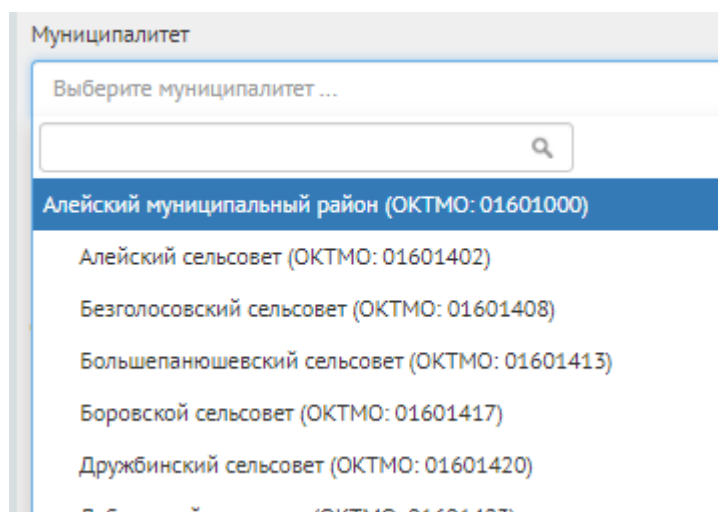 Муниципалитет
Выберите муниципалитет ...
Алейский муниципальный район (ОКТМО: 01601000)
Алейский сельсовет (ОКТМО: 01601402)
Безголосовский сельсовет (ОКТМО: 01601408)
Большепанюшевский сельсовет (ОКТМО: 01601413)
Боровской сельсовет (ОКТМО: 01601417)
Дружбинский сельсовет (ОКТМО: 01601420)